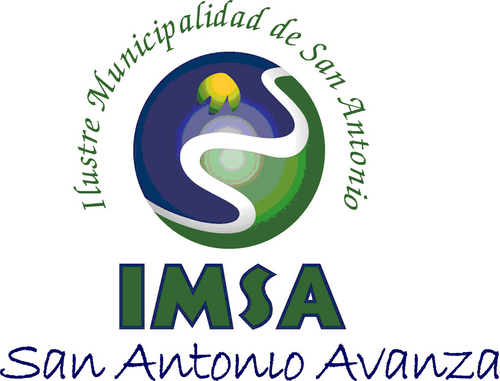 Ilustre Municipalidad de San Antonio
IMSA
San Antonio Avanza